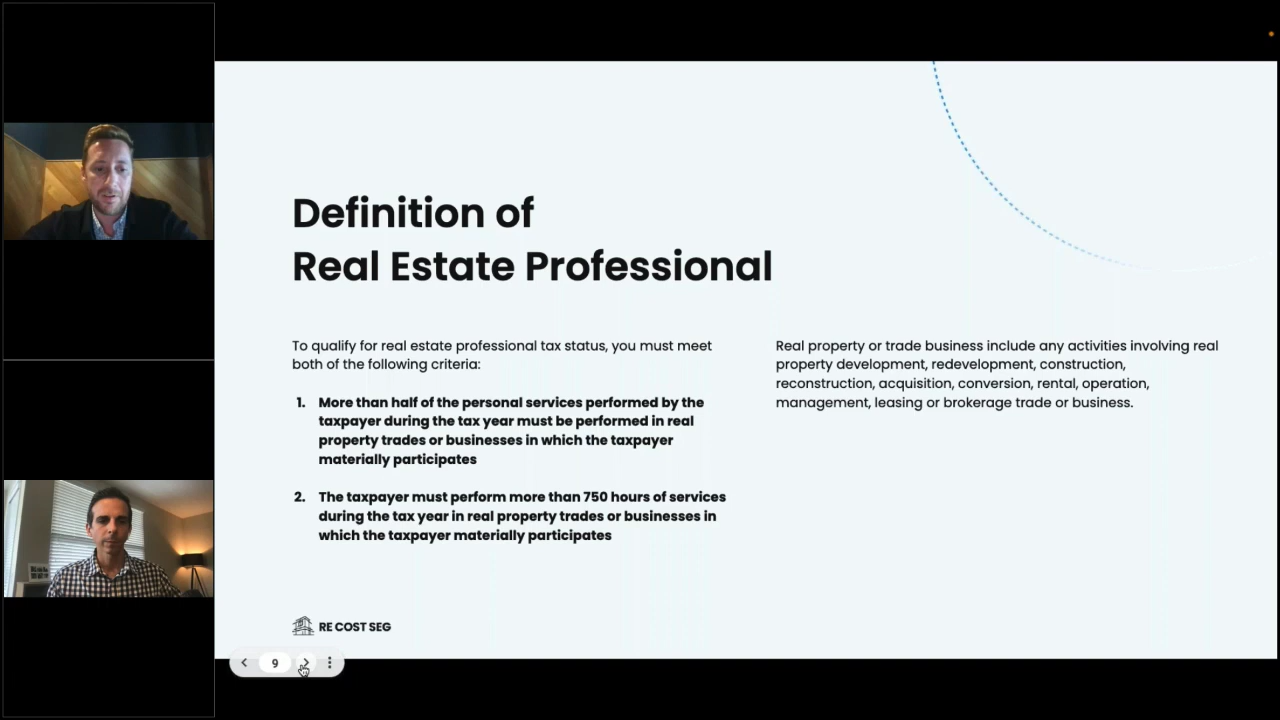 Definition of
Real Estate Professional
To qualify for real estate professional tax status, you must meet
both of the following criteria:
1. More than half of the personal services performed by the
taxpayer during the tax year must be performed in real
property trades or businesses in which the taxpayer
materially participates
2. The taxpayer must perform more than 750 hours of services
during the tax year in real property trades or businesses in
which the taxpayer materially participates
Real property or trade business include any activities involving real
property development, redevelopment, construction,
reconstruction, acquisition, conversion, rental, operation,
management, leasing or brokerage trade or business.
RE COST SEG
9